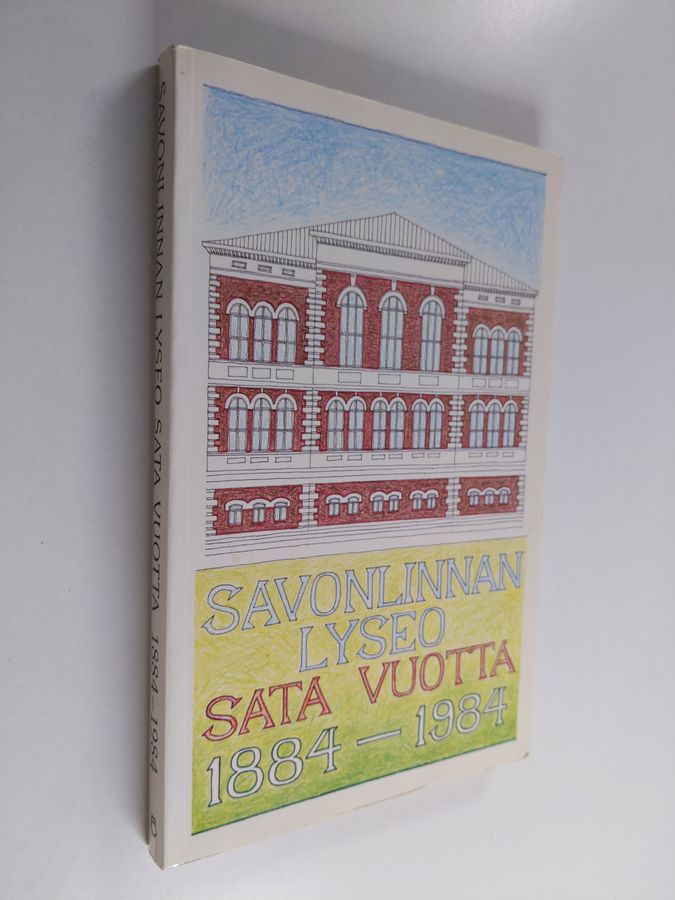 SAVONLINNAN LYSEO SATA VUOTTA 1884–1984
SAVONLINNAN
LYSEO
SATA VUOTTA
1884 — 1984